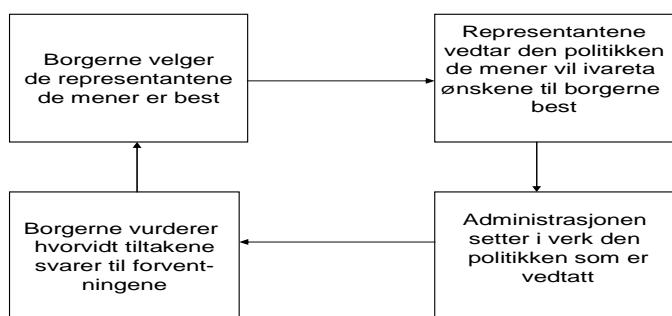 Borgerne velger
de representantene
de mener er best
Representantene
vedtar den politikken
de mener vil ivareta
ønskene til borgerne
best
Borgerne vurderer
hvorvidt tiltakene
svarer til forvent-
ningene
Administrasjonen
setter i verk den
politikken som er
vedtatt